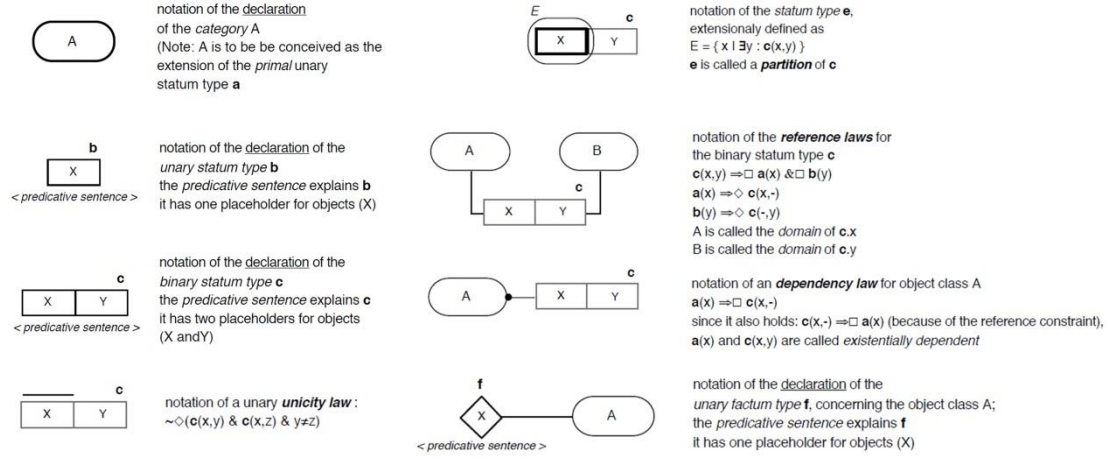 A
notation of the declaration
of the category A
(Note: A is to be be conceived as the
extension of the primal unary
statum type a
b
X
< predicative sentence >
notation of the declaration of the
unary statum type b
the predicative sentence explains b
it has one placeholder for objects (X)
c
X Y
< predicative sentence >
notation of the declaration of the
binary statum type c
the predicative sentence explains c
it has two placeholders for objects
(X andY)
c
X Y
notation of a unary unicity law :
~◇(c(x,y) & c(x,z) & y≠z)
E
c
X Y
notation of the statum type e,
extensionaly defined as
E = { x I ∃y : c(x,y) }
e is called a partition of c
A B
c
X Y
notation of the reference laws for
the binary statum type c
c(x,y) ⇒□ a(x) &□ b(y)
a(x) ⇒◇ c(x,-)
b(y) ⇒◇ c(-,y)
A is called the domain of c.x
B is called the domain of c.y
c
A X Y
notation of an dependency law for object class A
a(x) ⇒□ c(x,-)
since it also holds: c(x,-) ⇒□ a(x) (because of the reference constraint),
a(x) and c(x,y) are called existentially dependent
f
X A
< predicative sentence >
notation of the declaration of the
unary factum type f, concerning the object class A;
the predicative sentence explains f
it has one placeholder for objects (X)